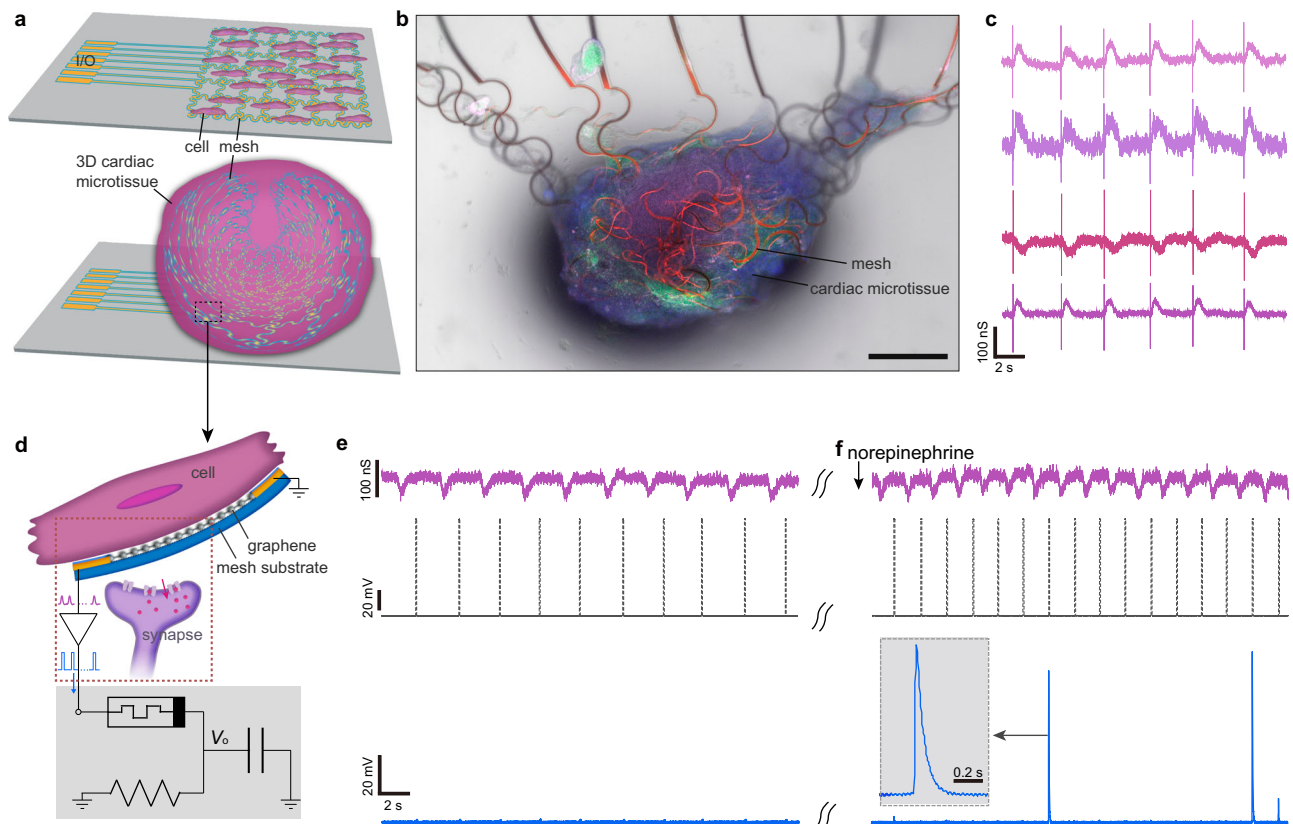 a
I/O
cell mesh
3D cardiac
microtissue
b
mesh
cardiac microtissue
c
100 nS
2 s
d
cell
graphene
mesh substrate
synapse
Vo
e
100 nS
20 mV
20 mV
2 s
f
norepinephrine
0.2 s